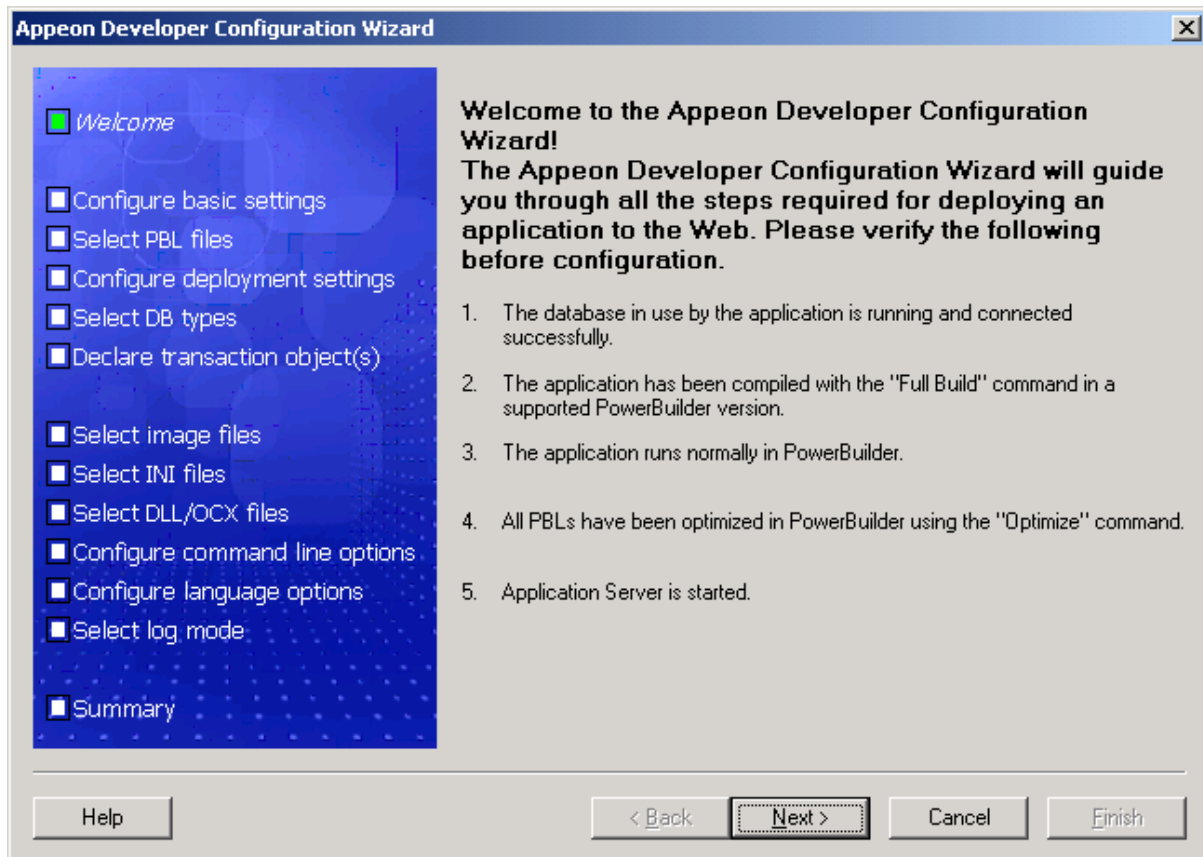 Appeon Developer Configuration Wizard
Welcome
Configure basic settings
Select PBL files
Configure deployment settings
Select DB types
Declare transaction object(s)
Select image files
Select INI files
Select DLL/OCX files
Configure command line options
Configure language options
Select log mode
Summary
Welcome to the Appeon Developer Configuration
Wizard!
The Appeon Developer Configuration Wizard will guide
you through all the steps required for deploying an
application to the Web. Please verify the following
before configuration.
1. The database in use by the application is running and connected
successfully.
2. The application has been compiled with the "Full Build" command in a
supported PowerBuilder version.
3. The application runs normally in PowerBuilder.
4. All PBLs have been optimized in PowerBuilder using the "Optimize" command.
5. Application Server is started.
Help
< Back
Next >
Cancel
Finish